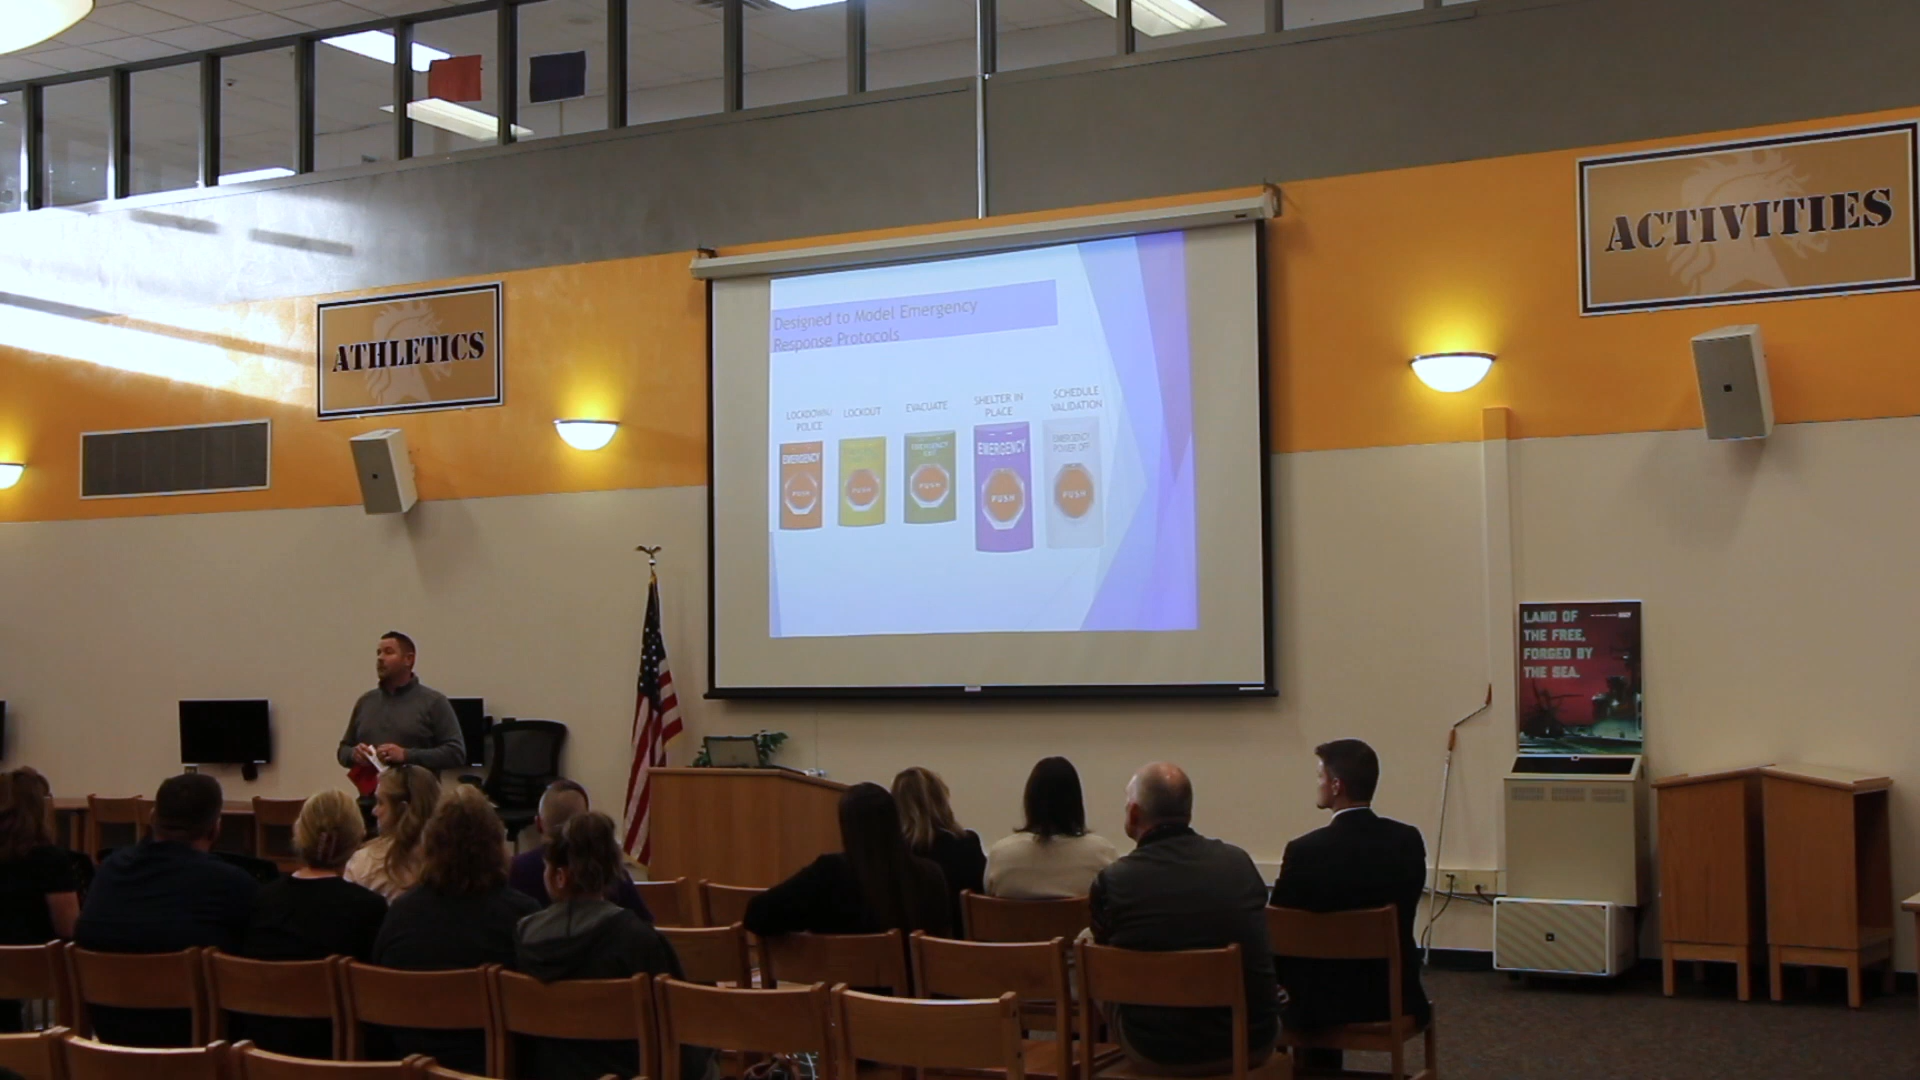 ATHLETICS
ACTIVITIES
Designed to Model Emergency
Response Protocols
LOCKDOWN/
POLICE
LOCKOUT
EVACUATE
SHELTER IN
PLACE
SCHEDULE
VALIDATION
EMERGENCY
PUSH
PUSH
EMERGENCY
EXIT
PUSH
EMERGENCY
PUSH
EMERGENCY
POWER OFF
PUSH
LAND OF
THE FREE,
FORGED BY
THE SEA.